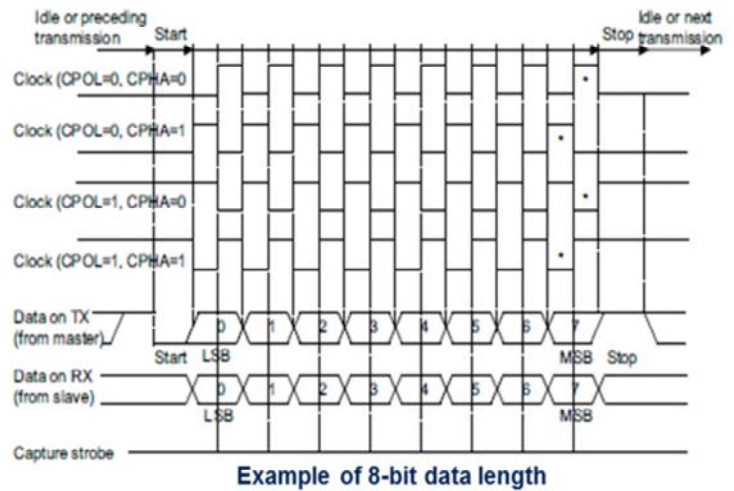 Idle or preceding
transmission
Start
Stop
Idle or next
transmission
Clock (CPOL=0, CPHA=0
*
Clock (CPOL=0, CPHA=1
*
Clock (CPOL=1, CPHA=0
*
Clock (CPOL=1, CPHA=1
*
Data on TX
(from master)
0 1 2 3 4 5 6 7
Start LSB MSB Stop
Data on RX
(from slave)
0 1 2 3 4 5 6 7
LSB MSB
Capture strobe
Example of 8-bit data length